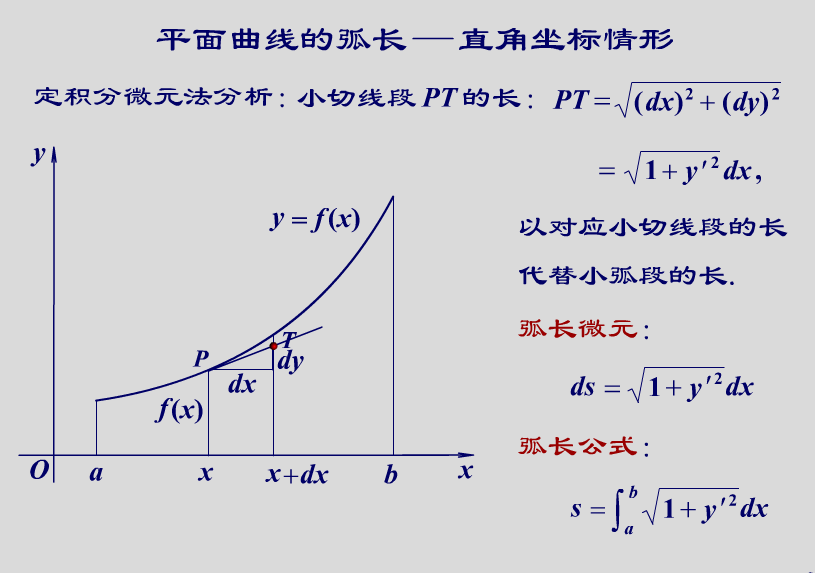 平面曲线的弧长——直角坐标情形
定积分微元法分析: 小切线段 PT 的长: PT = √((dx)² + (dy)²)
= √(1 + y′²) dx,
以对应小切线段的长
代替小弧段的长.
弧长微元:
ds = √(1 + y′²) dx
弧长公式:
s = ∫ₐᵇ √(1 + y′²) dx
y
y = f(x)
T
P
dy
dx
f(x)
O a x x+dx b x